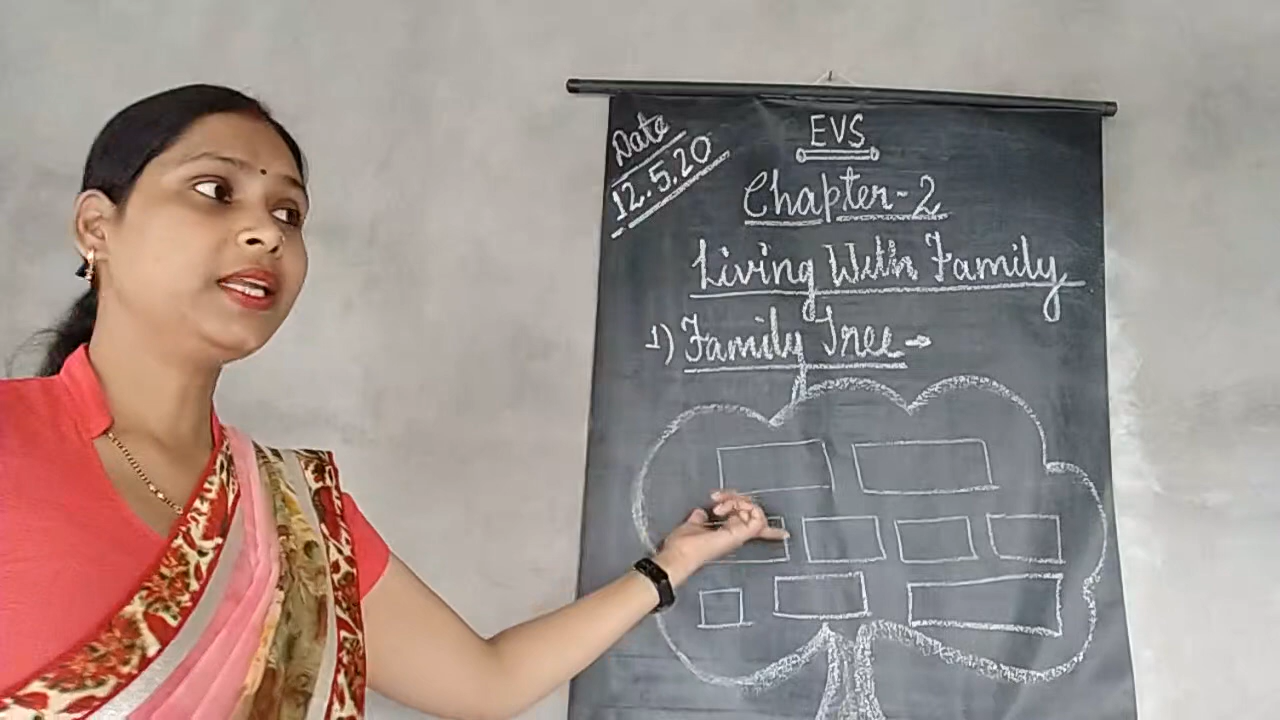 Date
12.5.20
EVS
Chapter-2
Living With Family
1) Family Tree→